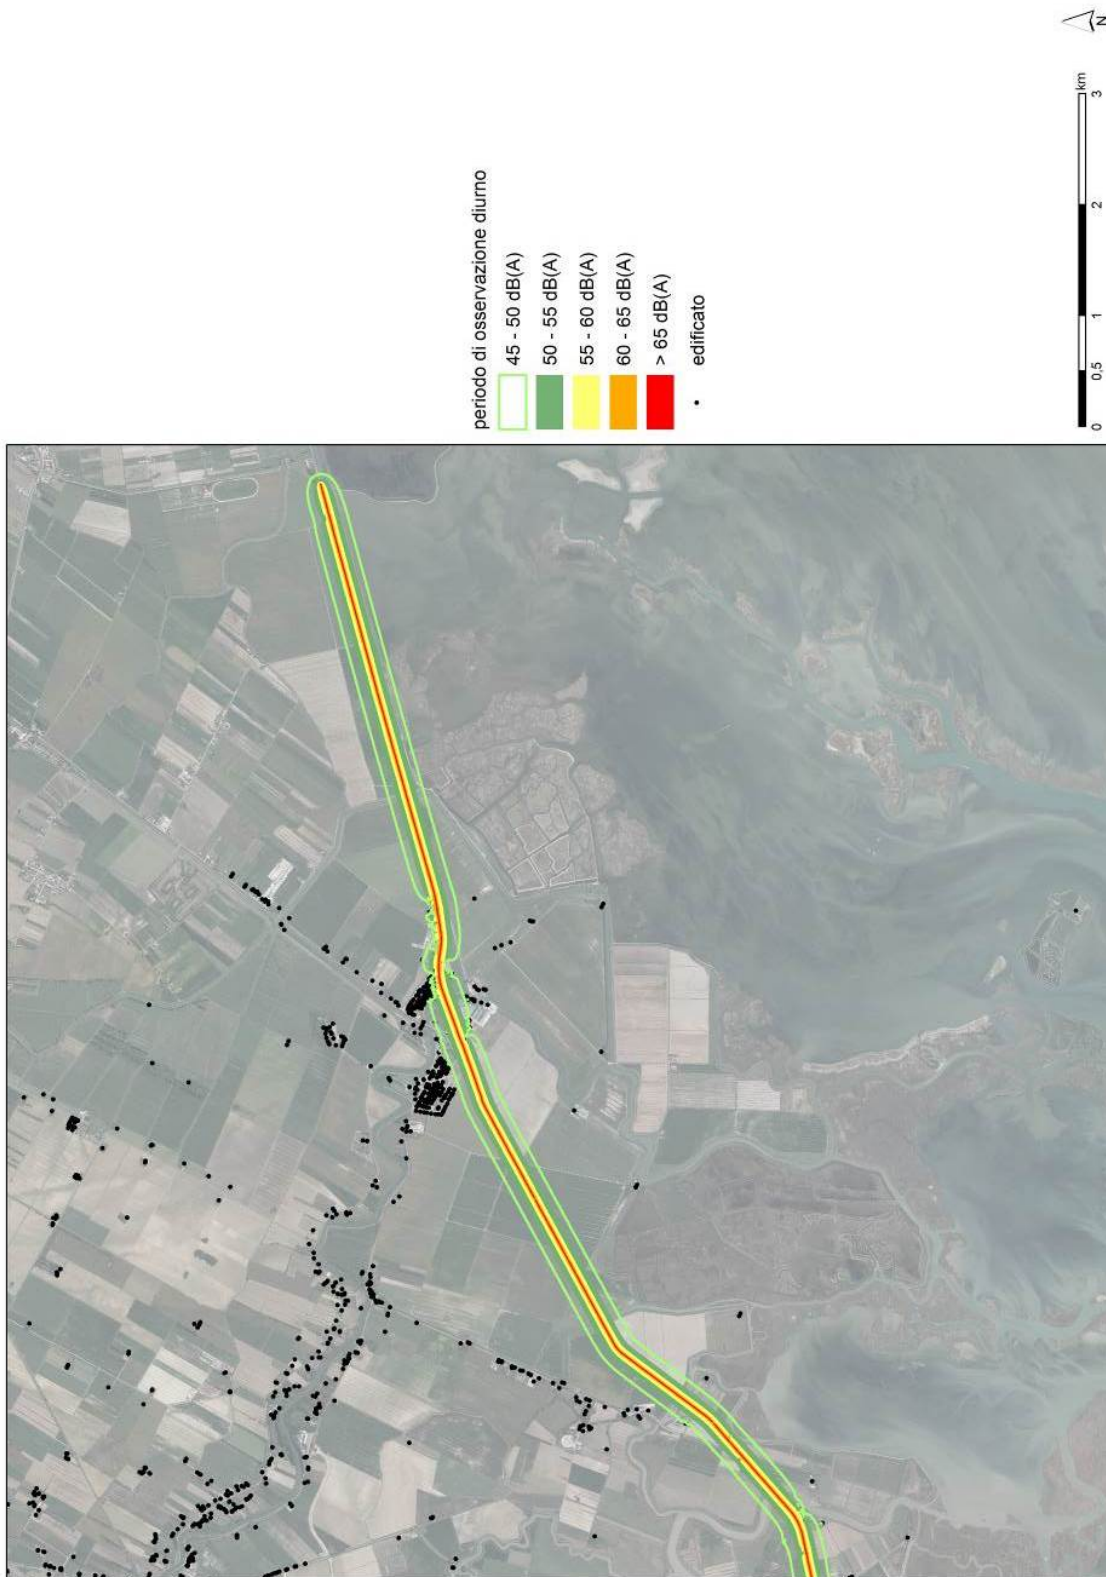 periodo di osservazione diurno
45 - 50 dB(A)
50 - 55 dB(A)
55 - 60 dB(A)
60 - 65 dB(A)
> 65 dB(A)
edificato
km
0 0,5 1 2 3
N